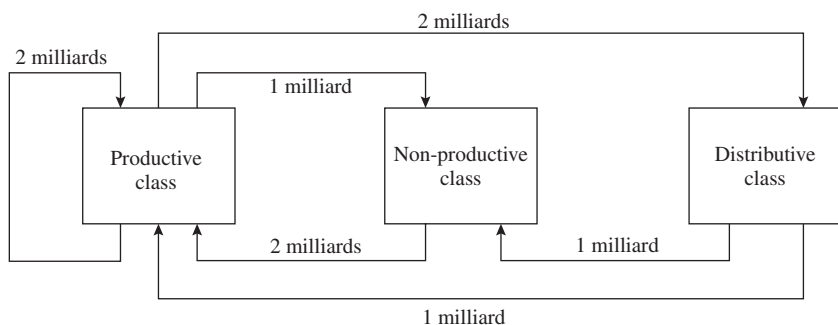 2 milliards
2 milliards
1 milliard
Productive
class
Non-productive
class
Distributive
class
2 milliards
1 milliard
1 milliard